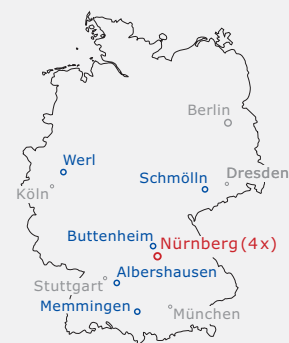 Berlin
Werl
Dresden
Schmölln
Köln
Buttenheim
Nürnberg (4x)
Albershausen
Stuttgart
Memmingen
München